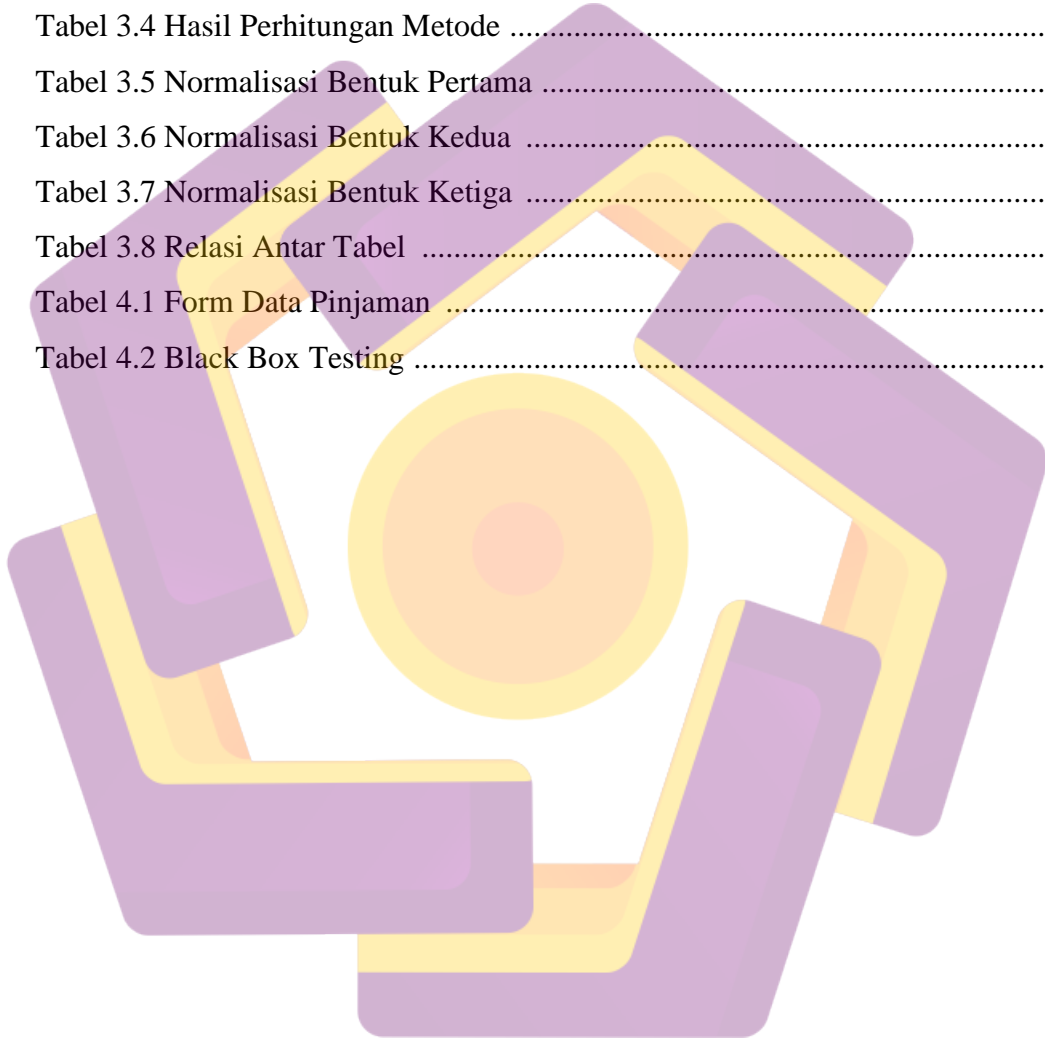 Tabel 3.4 Hasil Perhitungan Metode ......................................................................
Tabel 3.5 Normalisasi Bentuk Pertama ..................................................................
Tabel 3.6 Normalisasi Bentuk Kedua ....................................................................
Tabel 3.7 Normalisasi Bentuk Ketiga ....................................................................
Tabel 3.8 Relasi Antar Tabel ..................................................................................
Tabel 4.1 Form Data Pinjaman ...............................................................................
Tabel 4.2 Black Box Testing ...................................................................................